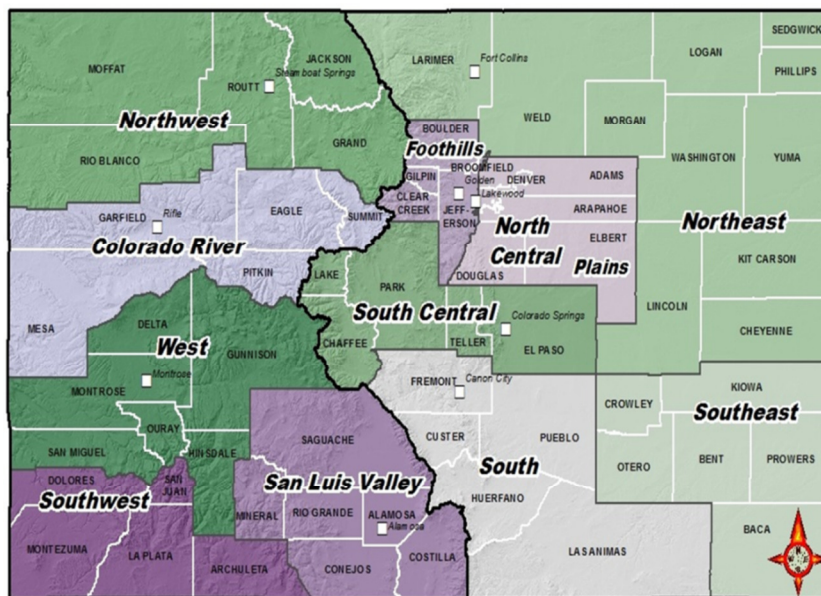 JACKSON
LARIMER
Fort Collins
LOGAN
SEDGWICK
MOFFAT
ROUTT
Steamboat Springs
PHILLIPS
WELD
MORGAN
Northwest
GRAND
BOULDER
Foothills
RIO BLANCO
WASHINGTON
YUMA
BROOMFIELD
GILPIN
Golden
DENVER
ADAMS
Lakewood
CLEAR CREEK
JEFF-
ERSON
ARAPAHOE
GARFIELD
Rifle
EAGLE
SUMMIT
North
Central
Plains
ELBERT
Northeast
Colorado River
KIT CARSON
PITKIN
LAKE
PARK
DOUGLAS
South Central
LINCOLN
MESA
DELTA
West
GUNNISON
CHAFFEE
TELLER
Colorado Springs
EL PASO
CHEYENNE
MONTROSE
Montrose
FREMONT
Canon City
KIOWA
CROWLEY
Southeast
OURAY
SAGUACHE
CUSTER
PUEBLO
SAN MIGUEL
HINSDALE
South
OTERO
BENT
PROWERS
DOLORES
SAN
JUAN
San Luis Valley
Southwest
HUERFANO
MINERAL
RIO GRANDE
ALAMOSA
Alamosa
MONTEZUMA
LA PLATA
ARCHULETA
CONEJOS
COSTILLA
LAS ANIMAS
BACA